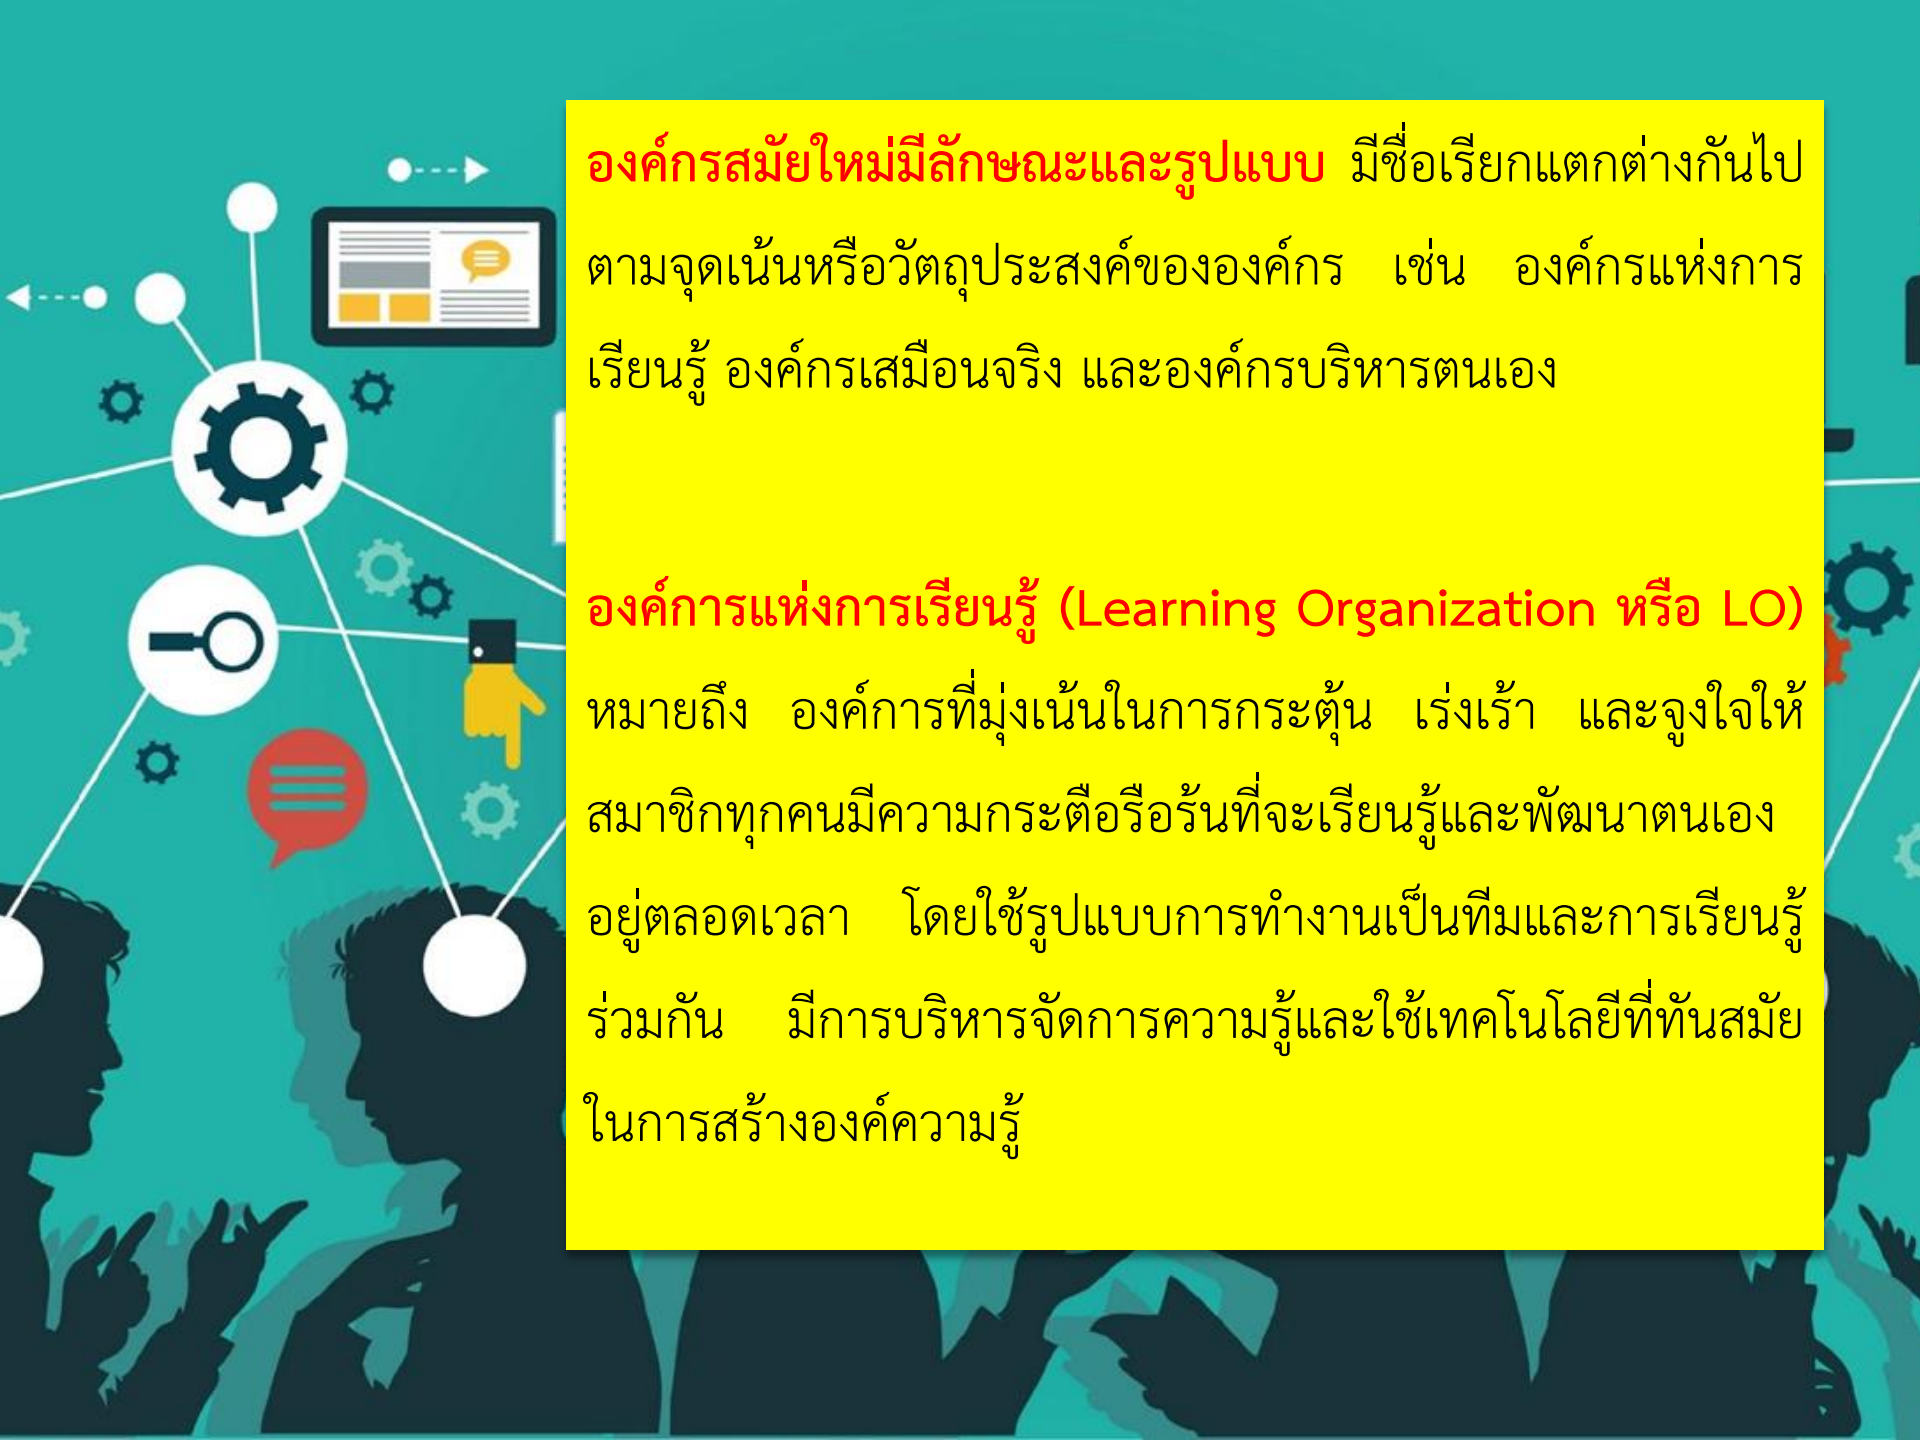 องค์กรสมัยใหม่มีลักษณะและรูปแบบ มีชื่อเรียกแตกต่างกันไป
ตามจุดเน้นหรือวัตถุประสงค์ขององค์กร เช่น องค์กรแห่งการ
เรียนรู้ องค์กรเสมือนจริง และองค์กรบริหารตนเอง
องค์การแห่งการเรียนรู้ (Learning Organization หรือ LO)
หมายถึง องค์การที่มุ่งเน้นในการกระตุ้น เร่งเร้า และจูงใจให้
สมาชิกทุกคนมีความกระตือรือร้นที่จะเรียนรู้และพัฒนาตนเอง
อยู่ตลอดเวลา โดยใช้รูปแบบการทำงานเป็นทีมและการเรียนรู้
ร่วมกัน มีการบริหารจัดการความรู้และใช้เทคโนโลยีที่ทันสมัย
ในการสร้างองค์ความรู้